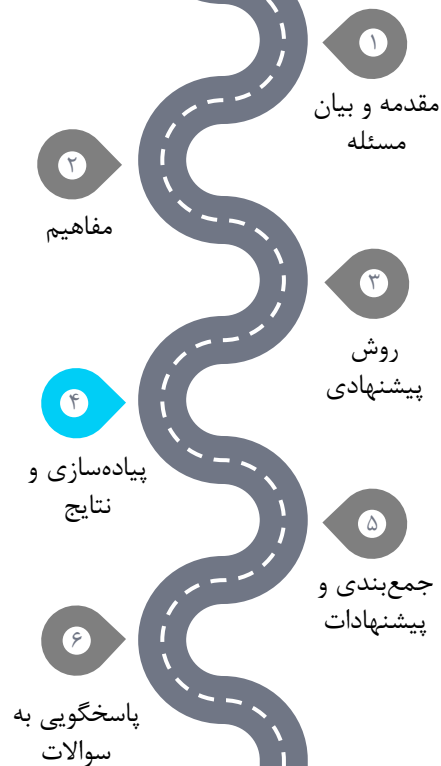 ۱
مقدمه و بیان
مسئله
۲
مفاهیم
۳
روش
پیشنهادی
۴
پیاده‌سازی و
نتایج
۵
جمع‌بندی و
پیشنهادات
۶
پاسخگویی به
سوالات